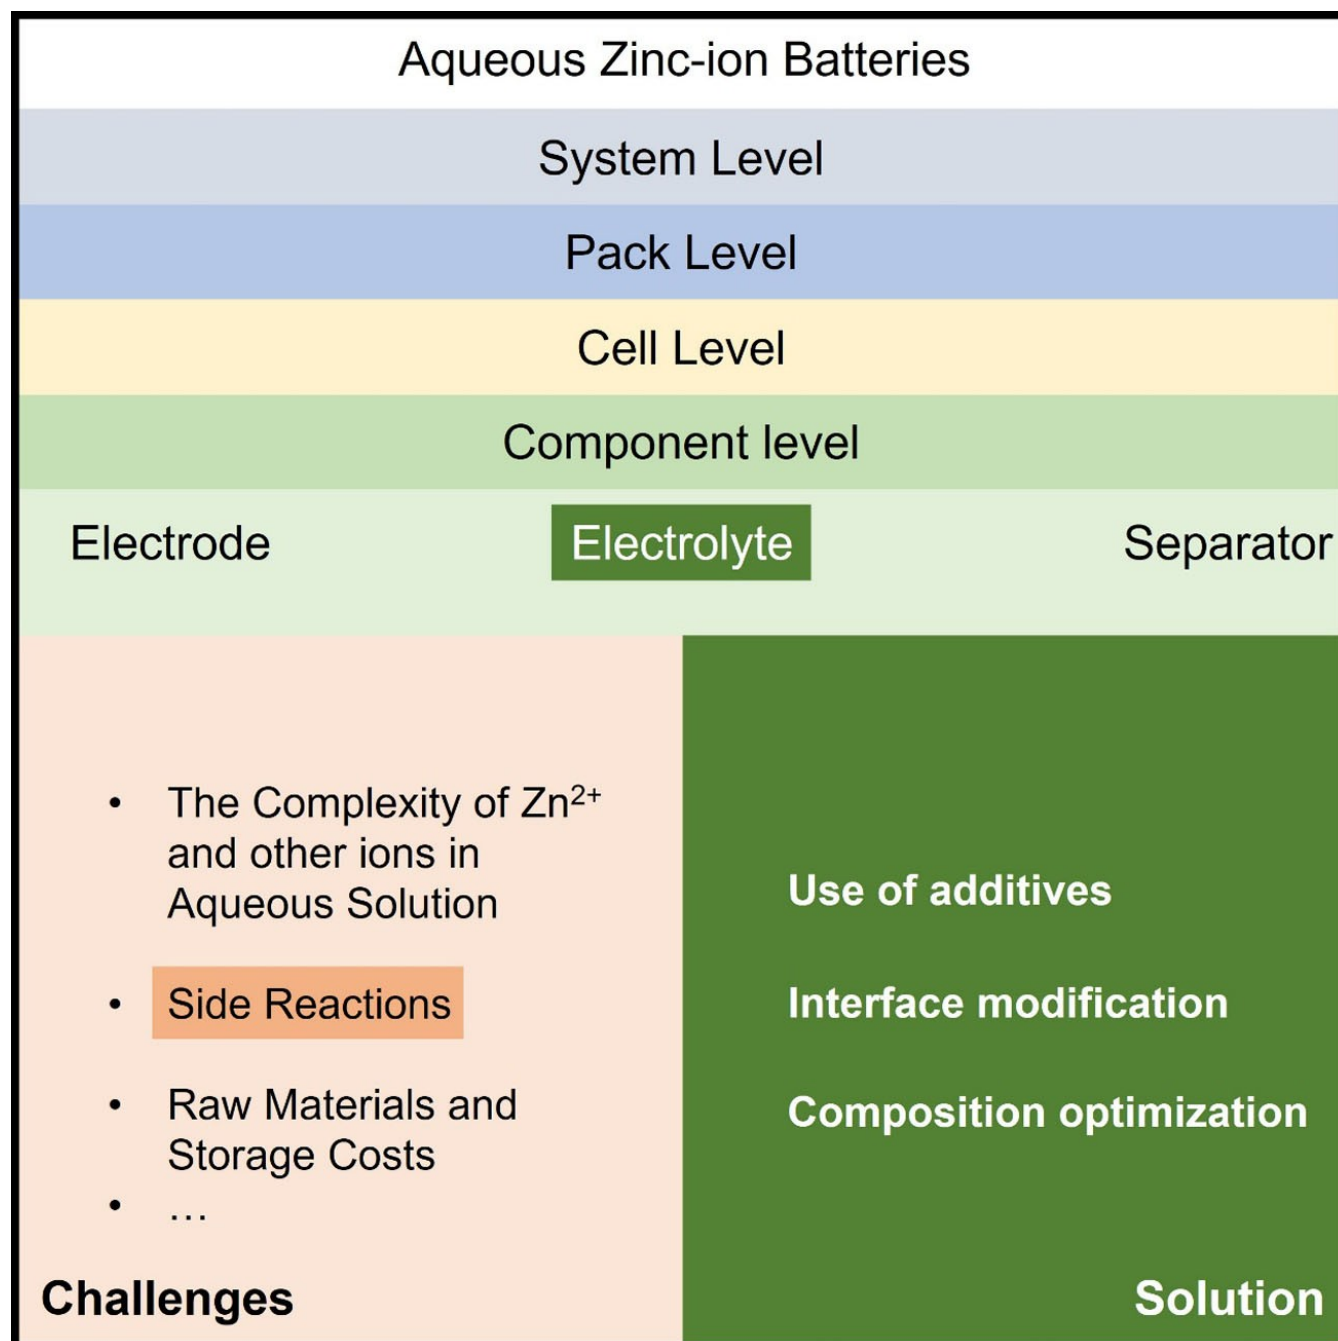 Aqueous Zinc-ion Batteries
System Level
Pack Level
Cell Level
Component level
Electrode Electrolyte Separator
• The Complexity of Zn²⁺
and other ions in
Aqueous Solution
• Side Reactions
• Raw Materials and
Storage Costs
• …
Challenges
Use of additives
Interface modification
Composition optimization
Solution